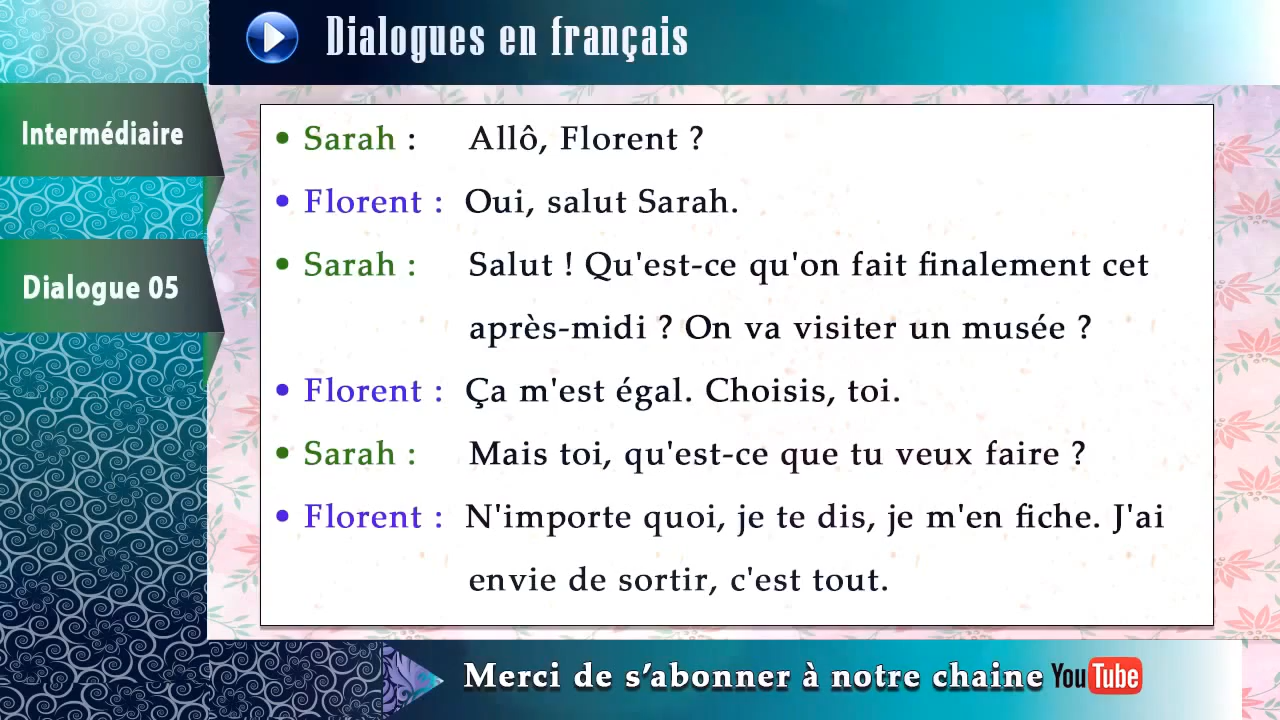 Dialogues en français
Intermédiaire
Dialogue 05
• Sarah : Allô, Florent ?
• Florent : Oui, salut Sarah.
• Sarah : Salut ! Qu'est-ce qu'on fait finalement cet
après-midi ? On va visiter un musée ?
• Florent : Ça m'est égal. Choisis, toi.
• Sarah : Mais toi, qu'est-ce que tu veux faire ?
• Florent : N'importe quoi, je te dis, je m'en fiche. J'ai
envie de sortir, c'est tout.
Merci de s’abonner à notre chaine YouTube